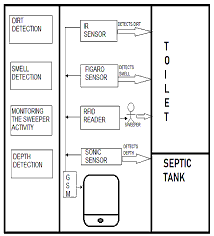 DIRT
DETECTION
IR
SENSOR
DETECTS DIRT
SMELL
DETECTION
FIGARO
SENSOR
DETECTS
SMELL
MONITORING
THE SWEEPER
ACTIVITY
RFID
READER
SWEEPER
DEPTH
DETECTION
SONIC
SENSOR
DETECTS
DEPTH
T
O
I
L
E
T
SEPTIC
TANK
G
S
M